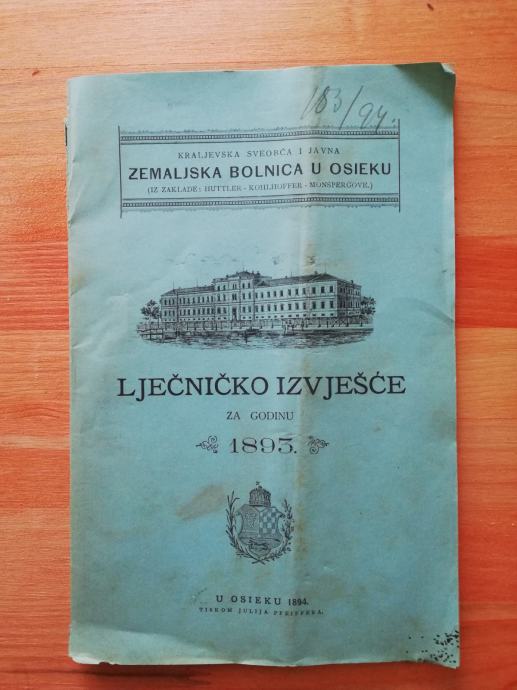 183/94.
KRALJEVSKA SVEOBĆA I JAVNA
ZEMALJSKA BOLNICA U OSIEKU
(IZ ZAKLADE: HUTTLER - KOHLHOFFER - MONSPERGOVE.)
LJEČNIČKO IZVJEŠĆE
ZA GODINU
1893.
U OSIEKU 1894.
TISKOM JULIJA PFEIFFERA.